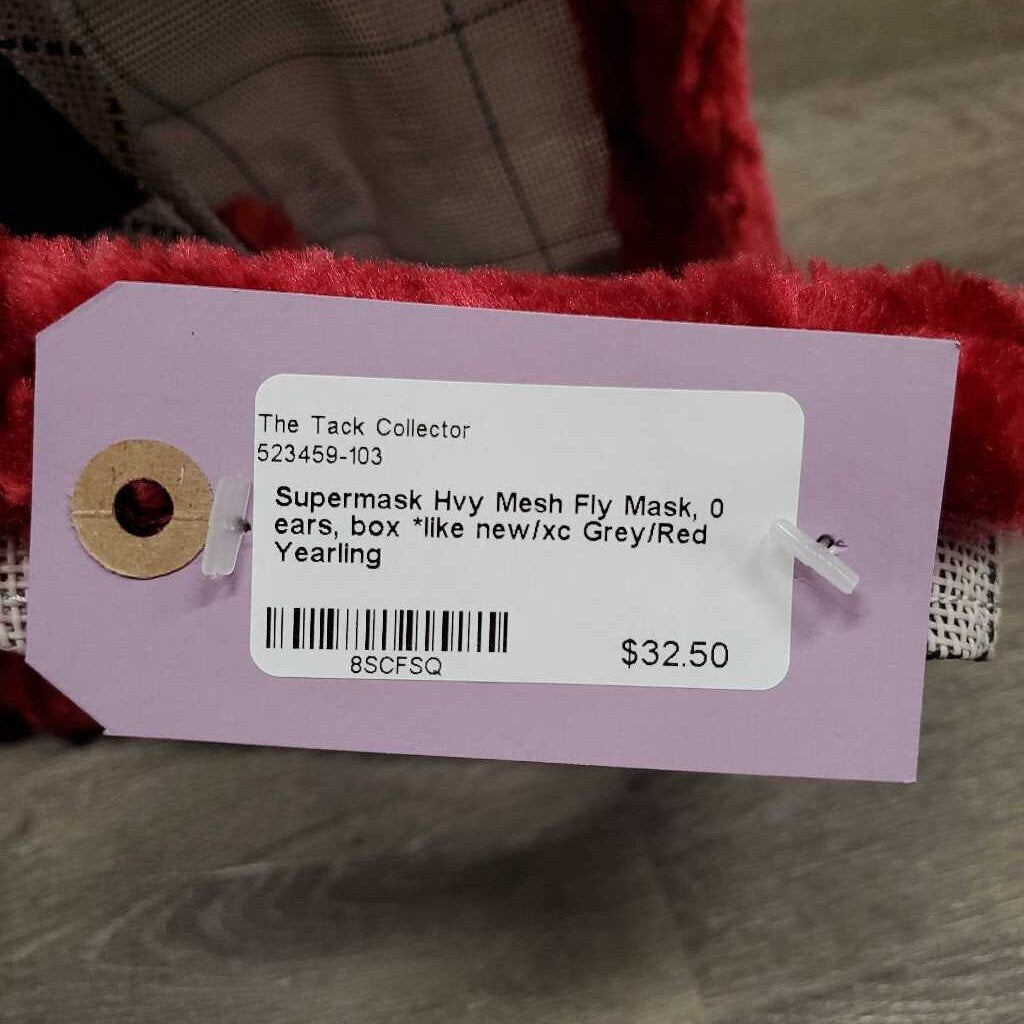 The Tack Collector
523459-103
Supermask Hvy Mesh Fly Mask, 0
ears, box *like new/xc Grey/Red
Yearling
8SCFSQ
$32.50